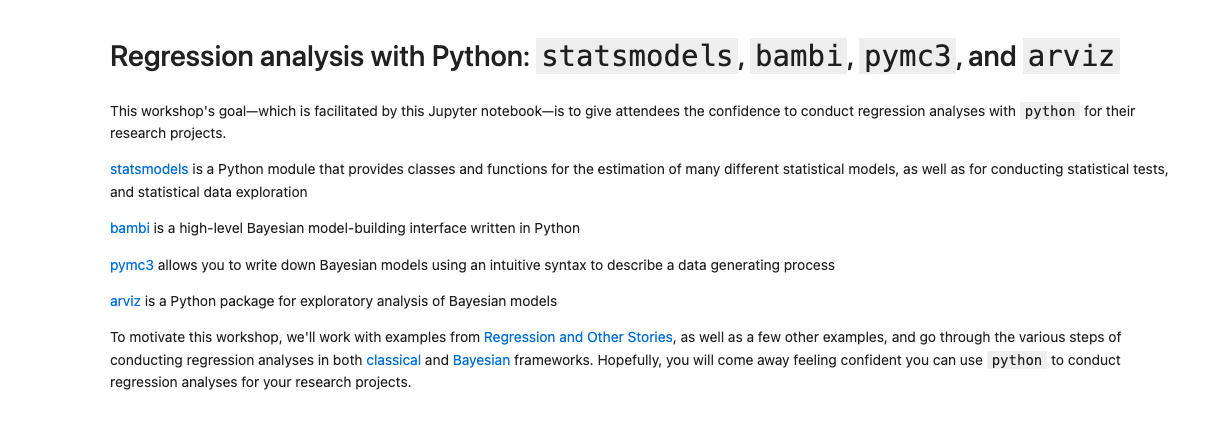 Regression analysis with Python: statsmodels, bambi, pymc3, and arviz
This workshop's goal—which is facilitated by this Jupyter notebook—is to give attendees the confidence to conduct regression analyses with python for their
research projects.
statsmodels is a Python module that provides classes and functions for the estimation of many different statistical models, as well as for conducting statistical tests,
and statistical data exploration
bambi is a high-level Bayesian model-building interface written in Python
pymc3 allows you to write down Bayesian models using an intuitive syntax to describe a data generating process
arviz is a Python package for exploratory analysis of Bayesian models
To motivate this workshop, we'll work with examples from Regression and Other Stories, as well as a few other examples, and go through the various steps of
conducting regression analyses in both classical and Bayesian frameworks. Hopefully, you will come away feeling confident you can use python to conduct
regression analyses for your research projects.